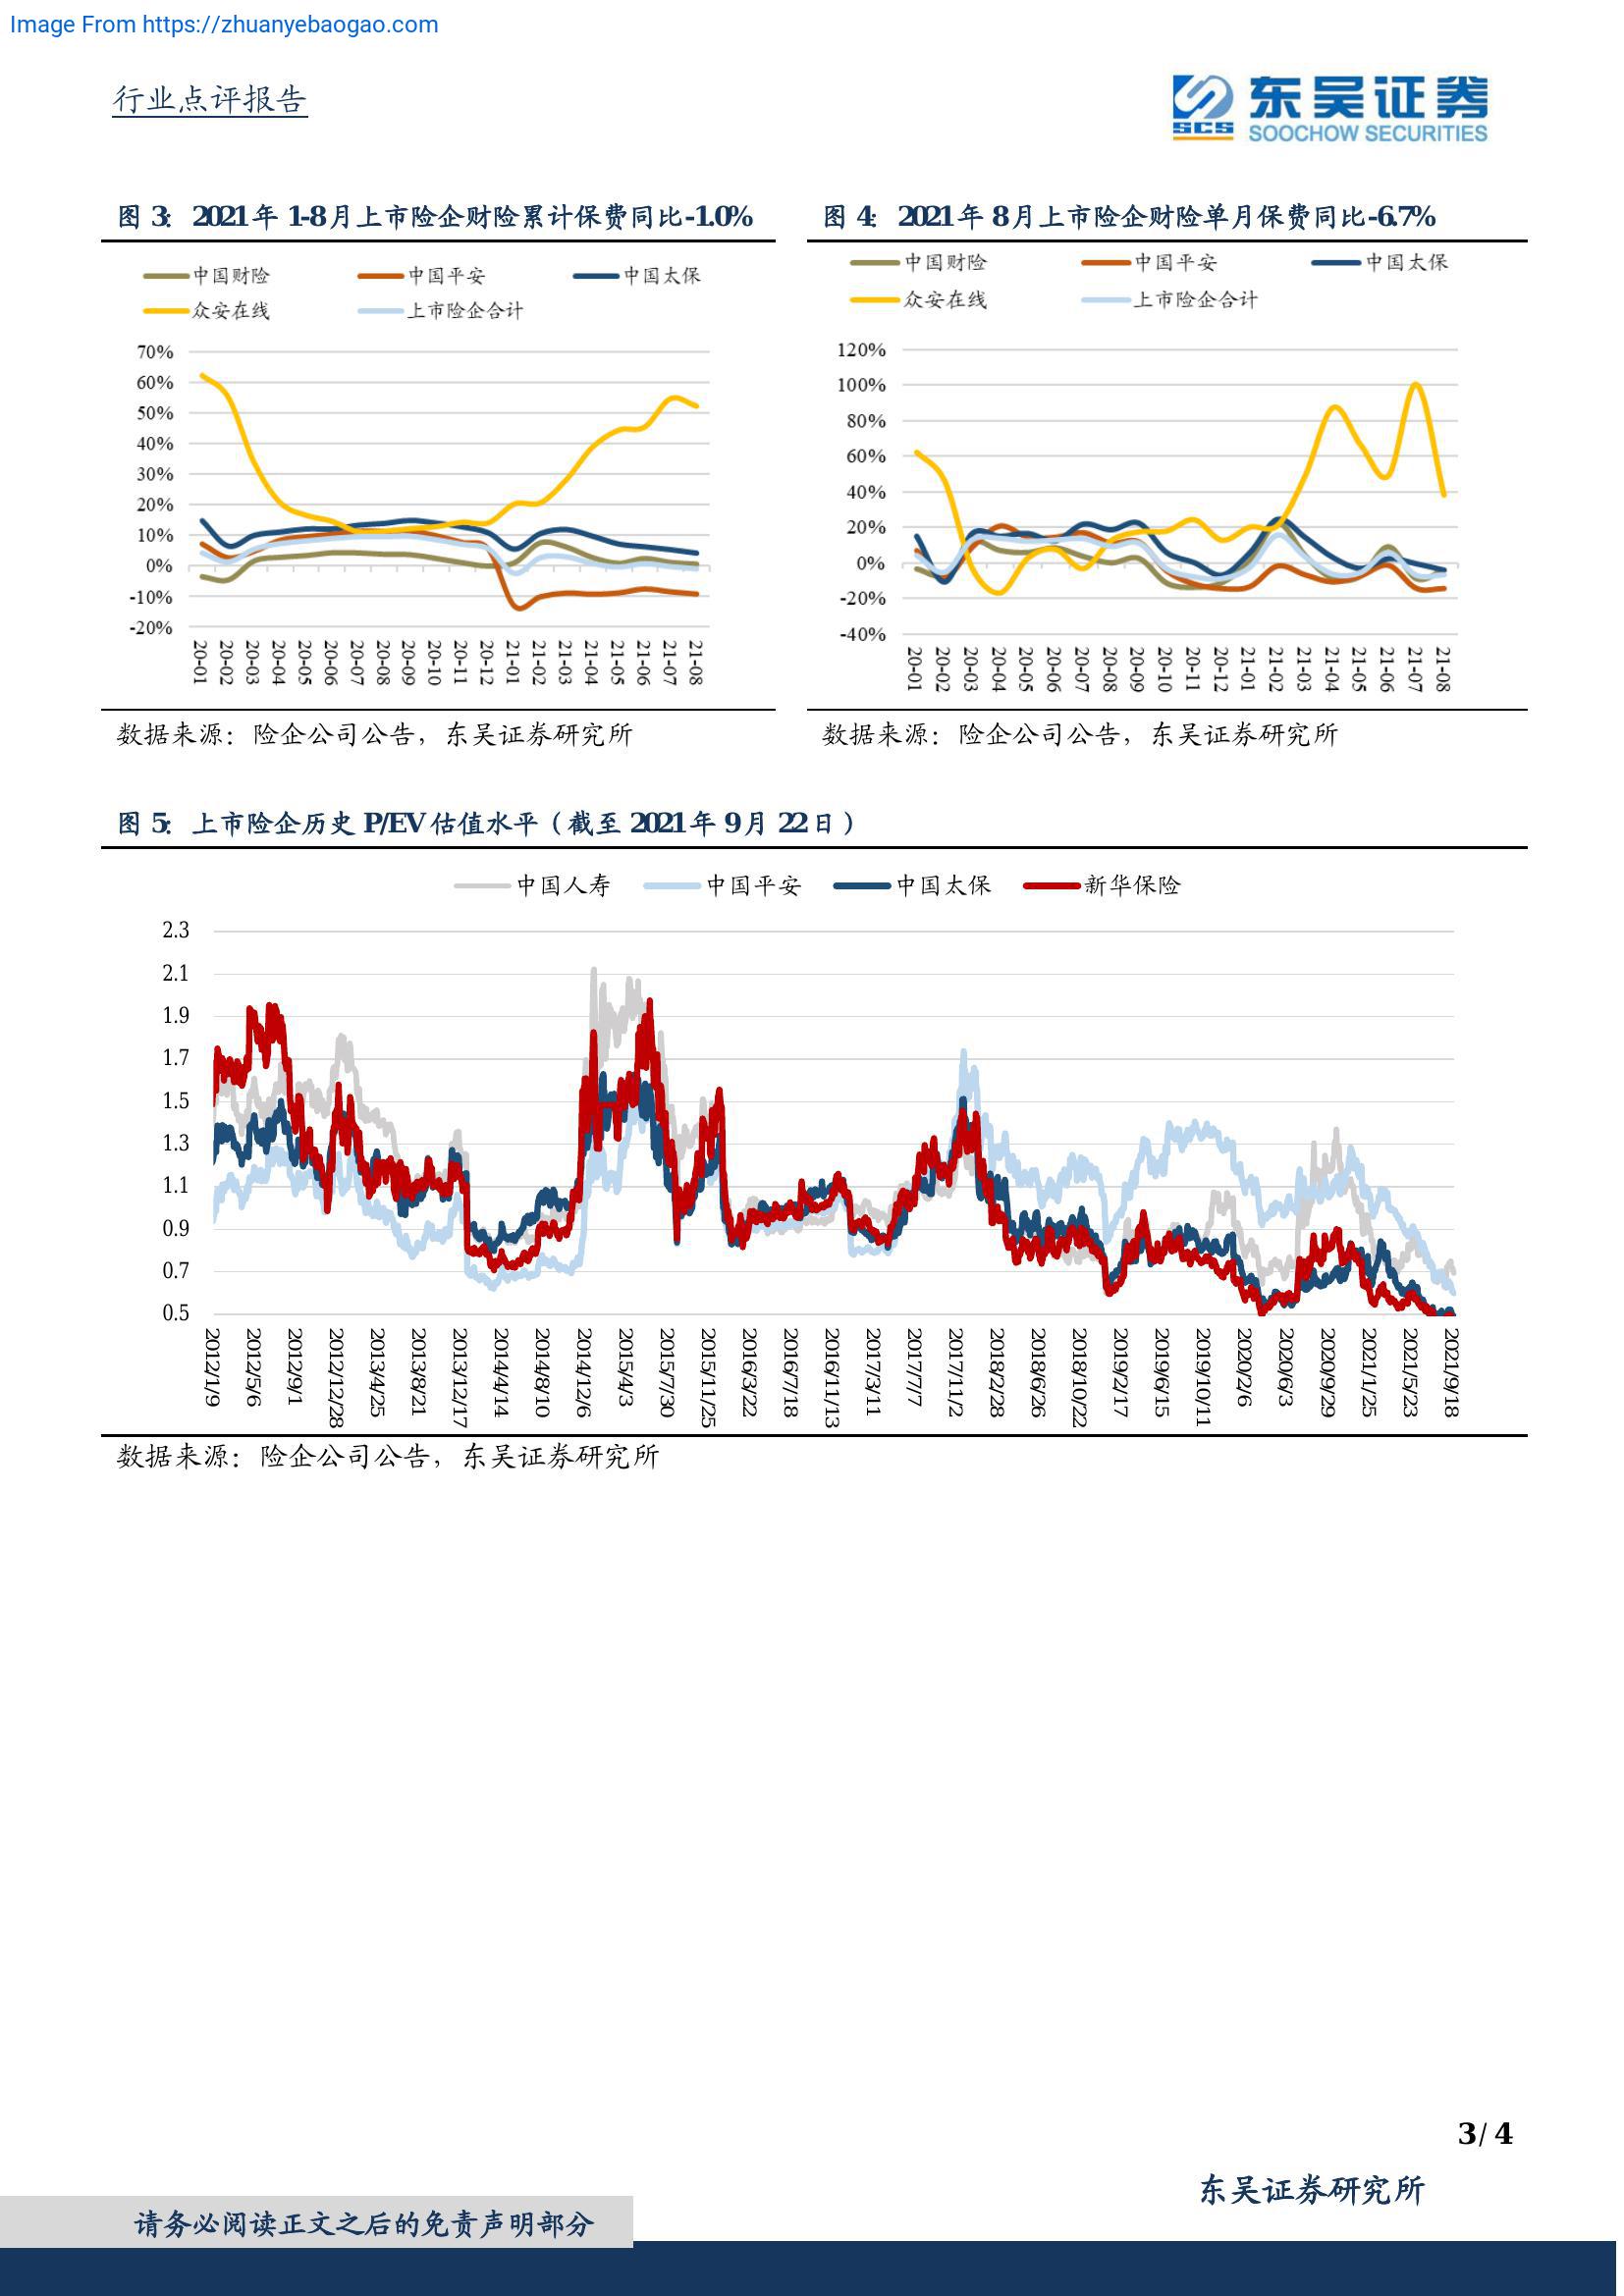 Image From https://zhuanyebaogao.com
行业点评报告
东吴证券
SCS
SOOCHOW SECURITIES
图 3: 2021 年 1-8 月上市险企财险累计保费同比-1.0%
中国财险 中国平安 中国太保
众安在线 上市险企合计
70%
60%
50%
40%
30%
20%
10%
0%
-10%
-20%
20-01 20-02 20-03 20-04 20-05 20-06 20-07 20-08 20-09 20-10 20-11 20-12 21-01 21-02 21-03 21-04 21-05 21-06 21-07 21-08
数据来源：险企公司公告，东吴证券研究所
图 4: 2021 年 8 月上市险企财险单月保费同比-6.7%
中国财险 中国平安 中国太保
众安在线 上市险企合计
120%
100%
80%
60%
40%
20%
0%
-20%
-40%
20-01 20-02 20-03 20-04 20-05 20-06 20-07 20-08 20-09 20-10 20-11 20-12 21-01 21-02 21-03 21-04 21-05 21-06 21-07 21-08
数据来源：险企公司公告，东吴证券研究所
图 5: 上市险企历史 P/EV 估值水平（截至 2021 年 9 月 22 日）
中国人寿 中国平安 中国太保 新华保险
2.3
2.1
1.9
1.7
1.5
1.3
1.1
0.9
0.7
0.5
2012/1/9 2012/5/6 2012/9/1 2012/12/28 2013/4/25 2013/8/21 2013/12/17 2014/4/14 2014/8/10 2014/12/6 2015/4/3 2015/7/30 2015/11/25 2016/3/22 2016/7/18 2016/11/13 2017/3/11 2017/7/7 2017/11/2 2018/2/28 2018/6/26 2018/10/22 2019/2/17 2019/6/15 2019/10/11 2020/2/6 2020/6/3 2020/9/29 2021/1/25 2021/5/23 2021/9/18
数据来源：险企公司公告，东吴证券研究所
3 / 4
东吴证券研究所
请务必阅读正文之后的免责声明部分